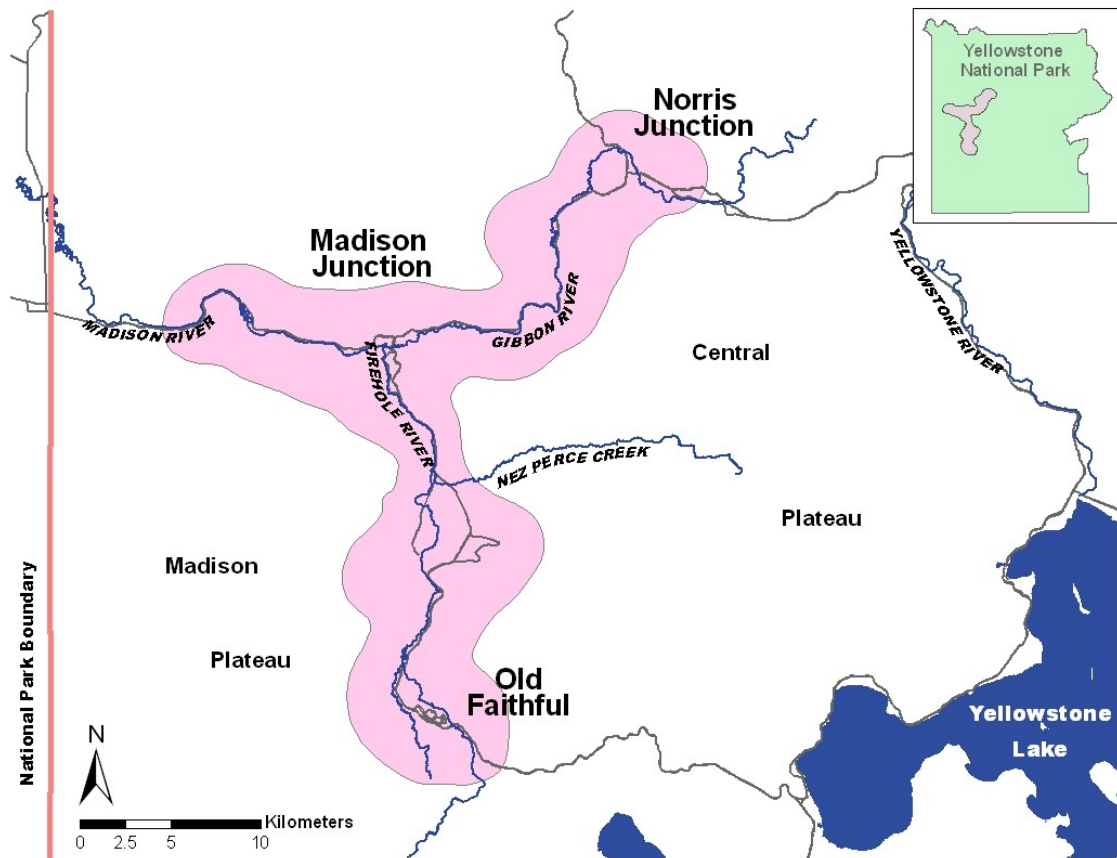 Yellowstone
National Park
Norris
Junction
Madison
Junction
YELLOWSTONE RIVER
MADISON RIVER
GIBBON RIVER
FIREHOLE RIVER
Central
NEZ PERCE CREEK
Plateau
Madison
Plateau
Old
Faithful
National Park Boundary
Yellowstone
Lake
N
Kilometers
0 2.5 5 10